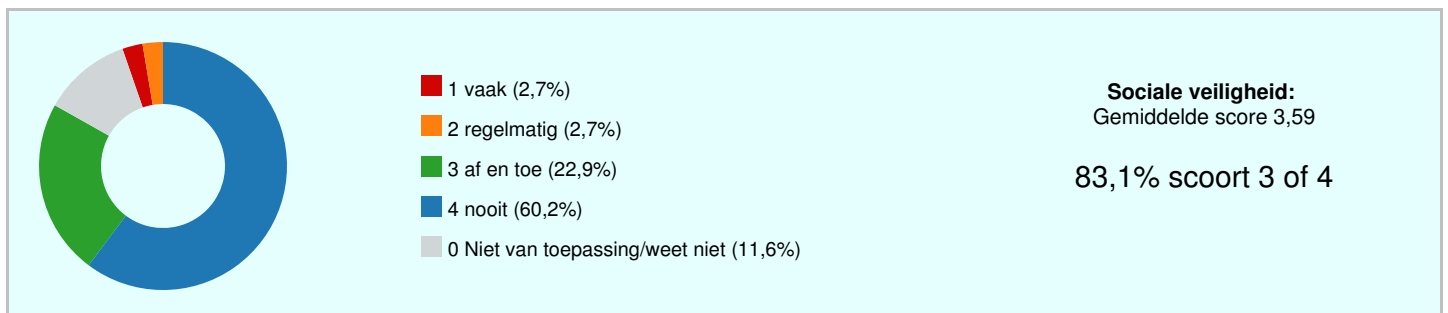 1 vaak (2,7%)
2 regelmatig (2,7%)
3 af en toe (22,9%)
4 nooit (60,2%)
0 Niet van toepassing/weet niet (11,6%)
Sociale veiligheid:
Gemiddelde score 3,59
83,1% scoort 3 of 4